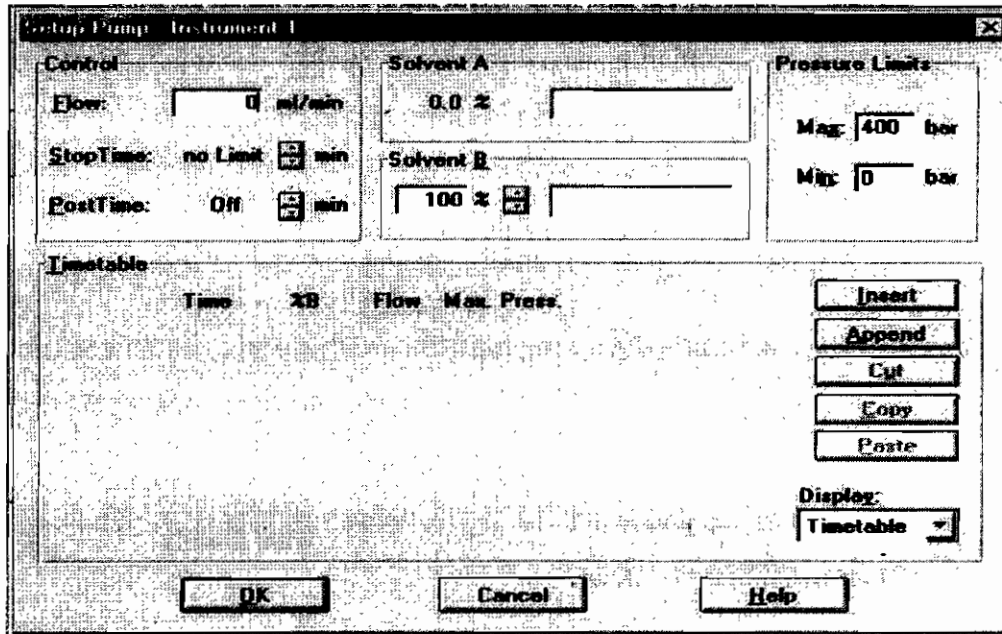 Setup Pump Instrument 1
Control
Flow: 0 ml/min
StopTime: no Limit min
PostTime: Off min
Solvent A
0.0 %
Solvent B
100 %
Pressure Limits
Max: 400 bar
Min: 0 bar
Timetable
Time %B Flow Max. Press.
Insert
Append
Cut
Copy
Paste
Display:
Timetable
OK Cancel Help